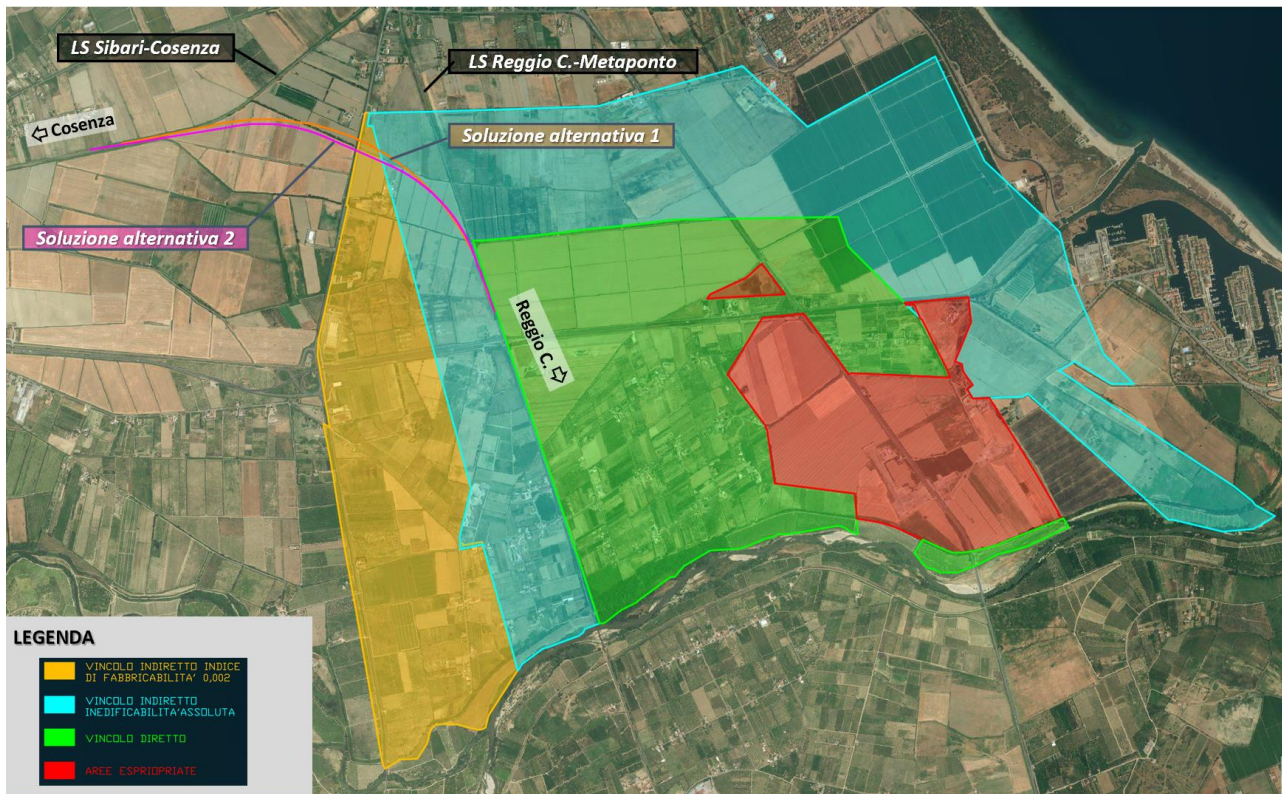 LS Sibari-Cosenza
LS Reggio C.-Metaponto
Cosenza
Soluzione alternativa 1
Soluzione alternativa 2
Reggio C.
LEGENDA
VINCOLO INDIRETTO INDICE
DI FABBRICABILITA' 0,002
VINCOLO INDIRETTO
INEDIFICABILITA'ASSOLUTA
VINCOLO DIRETTO
AREE ESPRIOPRIATE